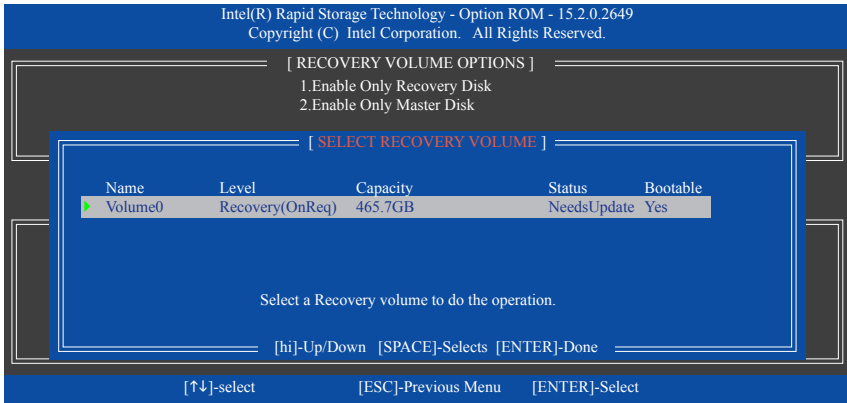 Intel(R) Rapid Storage Technology - Option ROM - 15.2.0.2649
Copyright (C) Intel Corporation. All Rights Reserved.
[ RECOVERY VOLUME OPTIONS ]
1.Enable Only Recovery Disk
2.Enable Only Master Disk
[ SELECT RECOVERY VOLUME ]
Name Level Capacity Status Bootable
Volume0 Recovery(OnReq) 465.7GB NeedsUpdate Yes
Select a Recovery volume to do the operation.
[hi]-Up/Down [SPACE]-Selects [ENTER]-Done
[↑↓]-select [ESC]-Previous Menu [ENTER]-Select